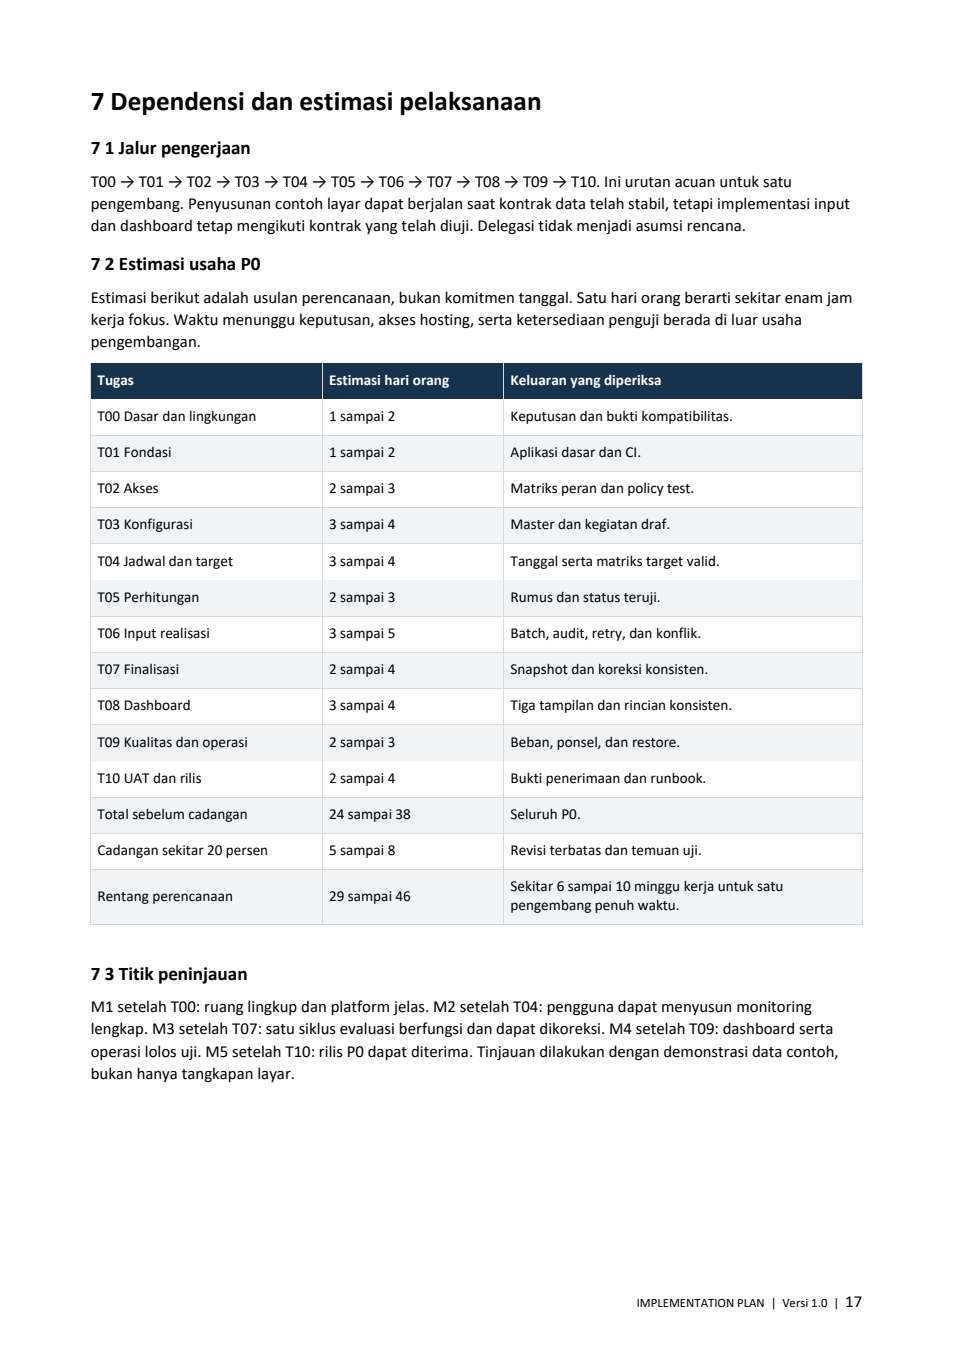 7 Dependensi dan estimasi pelaksanaan
7 1 Jalur pengerjaan
T00 → T01 → T02 → T03 → T04 → T05 → T06 → T07 → T08 → T09 → T10. Ini urutan acuan untuk satu
pengembang. Penyusunan contoh layar dapat berjalan saat kontrak data telah stabil, tetapi implementasi input
dan dashboard tetap mengikuti kontrak yang telah diuji. Delegasi tidak menjadi asumsi rencana.
7 2 Estimasi usaha P0
Estimasi berikut adalah usulan perencanaan, bukan komitmen tanggal. Satu hari orang berarti sekitar enam jam
kerja fokus. Waktu menunggu keputusan, akses hosting, serta ketersediaan penguji berada di luar usaha
pengembangan.
Tugas Estimasi hari orang Keluaran yang diperiksa
T00 Dasar dan lingkungan 1 sampai 2 Keputusan dan bukti kompatibilitas.
T01 Fondasi 1 sampai 2 Aplikasi dasar dan CI.
T02 Akses 2 sampai 3 Matriks peran dan policy test.
T03 Konfigurasi 3 sampai 4 Master dan kegiatan draf.
T04 Jadwal dan target 3 sampai 4 Tanggal serta matriks target valid.
T05 Perhitungan 2 sampai 3 Rumus dan status teruji.
T06 Input realisasi 3 sampai 5 Batch, audit, retry, dan konflik.
T07 Finalisasi 2 sampai 4 Snapshot dan koreksi konsisten.
T08 Dashboard 3 sampai 4 Tiga tampilan dan rincian konsisten.
T09 Kualitas dan operasi 2 sampai 3 Beban, ponsel, dan restore.
T10 UAT dan rilis 2 sampai 4 Bukti penerimaan dan runbook.
Total sebelum cadangan 24 sampai 38 Seluruh P0.
Cadangan sekitar 20 persen 5 sampai 8 Revisi terbatas dan temuan uji.
Rentang perencanaan 29 sampai 46 Sekitar 6 sampai 10 minggu kerja untuk satu
pengembang penuh waktu.
7 3 Titik peninjauan
M1 setelah T00: ruang lingkup dan platform jelas. M2 setelah T04: pengguna dapat menyusun monitoring
lengkap. M3 setelah T07: satu siklus evaluasi berfungsi dan dapat dikoreksi. M4 setelah T09: dashboard serta
operasi lolos uji. M5 setelah T10: rilis P0 dapat diterima. Tinjauan dilakukan dengan demonstrasi data contoh,
bukan hanya tangkapan layar.
IMPLEMENTATION PLAN | Versi 1.0 | 17